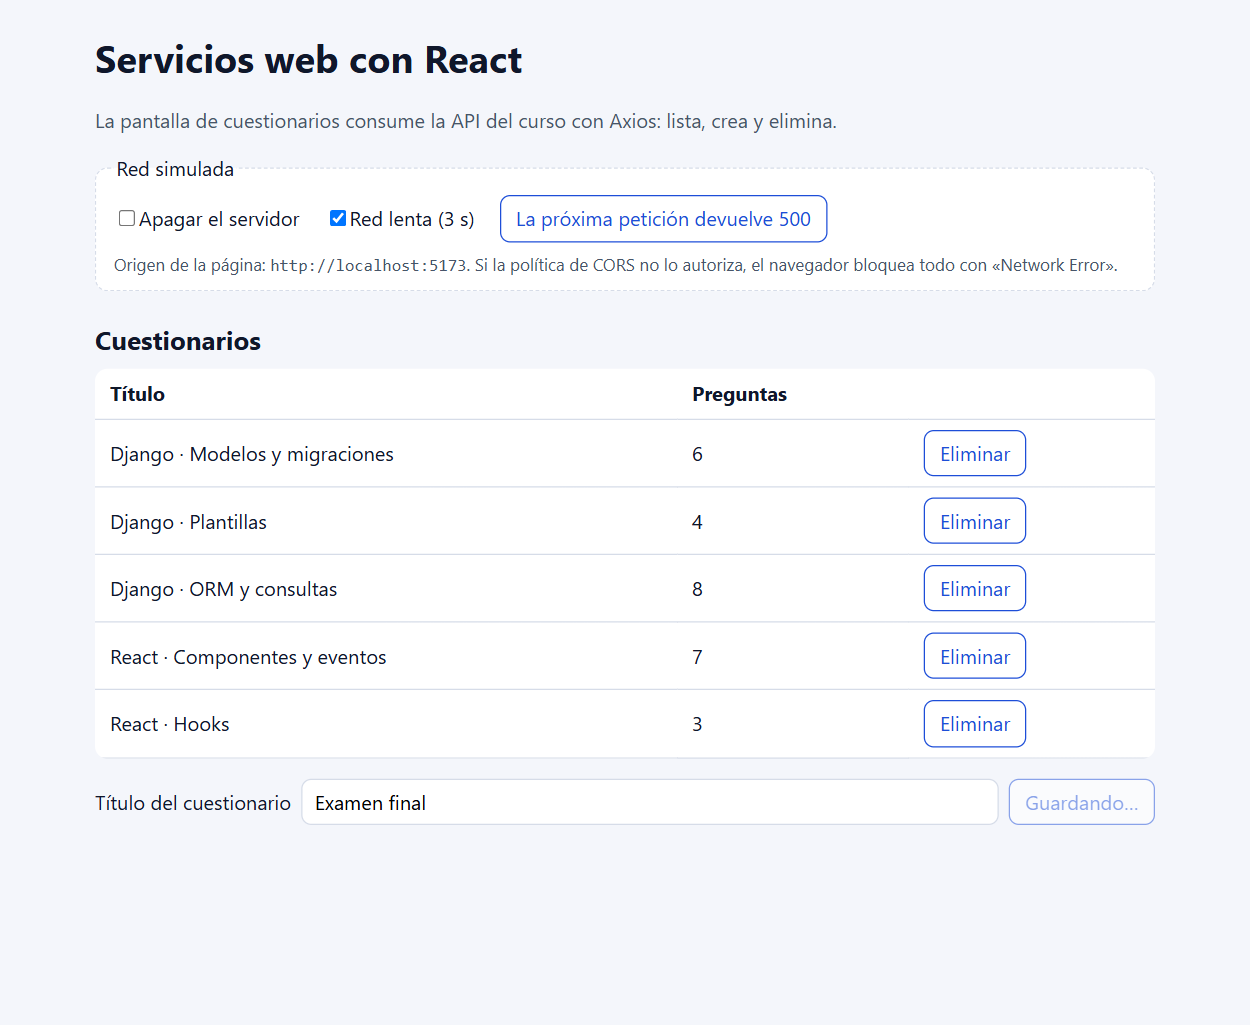 Servicios web con React
La pantalla de cuestionarios consume la API del curso con Axios: lista, crea y elimina.
Red simulada
Apagar el servidor Red lenta (3 s) La próxima petición devuelve 500
Origen de la página: http://localhost:5173. Si la política de CORS no lo autoriza, el navegador bloquea todo con «Network Error».
Cuestionarios
Título Preguntas
Django · Modelos y migraciones 6 Eliminar
Django · Plantillas 4 Eliminar
Django · ORM y consultas 8 Eliminar
React · Componentes y eventos 7 Eliminar
React · Hooks 3 Eliminar
Título del cuestionario Examen final Guardando…